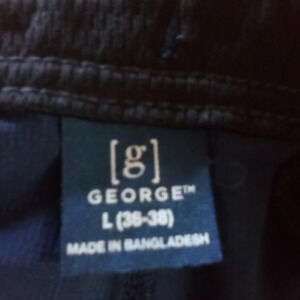 [g]
GEORGE™
L (36-38)
MADE IN BANGLADESH